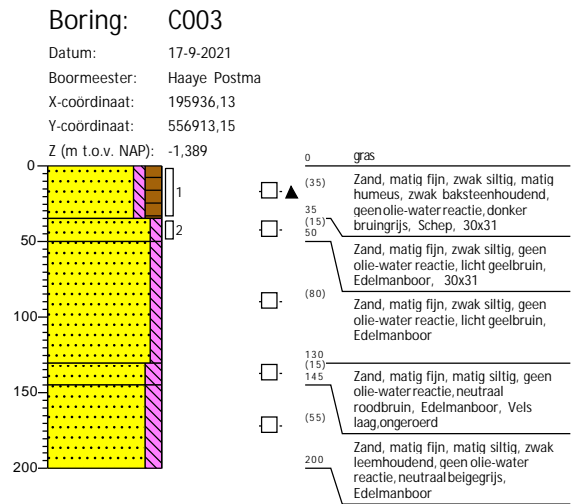 Boring: C003
Datum: 17-9-2021
Boormeester: Haaye Postma
X-coördinaat: 195936,13
Y-coördinaat: 556913,15
Z (m t.o.v. NAP): -1,389
0
50
100
150
200
1
2
0 gras
(35) Zand, matig fijn, zwak siltig, matig
humeus, zwak baksteenhoudend,
geen olie-water reactie, donker
bruingrijs, Schep, 30x31
35
(15)
50
Zand, matig fijn, zwak siltig, geen
olie-water reactie, licht geelbruin,
Edelmanboor, 30x31
(80)
Zand, matig fijn, zwak siltig, geen
olie-water reactie, licht geelbruin,
Edelmanboor
130
(15)
145
Zand, matig fijn, matig siltig, geen
olie-water reactie, neutraal
roodbruin, Edelmanboor, Vels
laag,ongeroerd
(55)
200
Zand, matig fijn, matig siltig, zwak
leemhoudend, geen olie-water
reactie, neutraal beigegrijs,
Edelmanboor